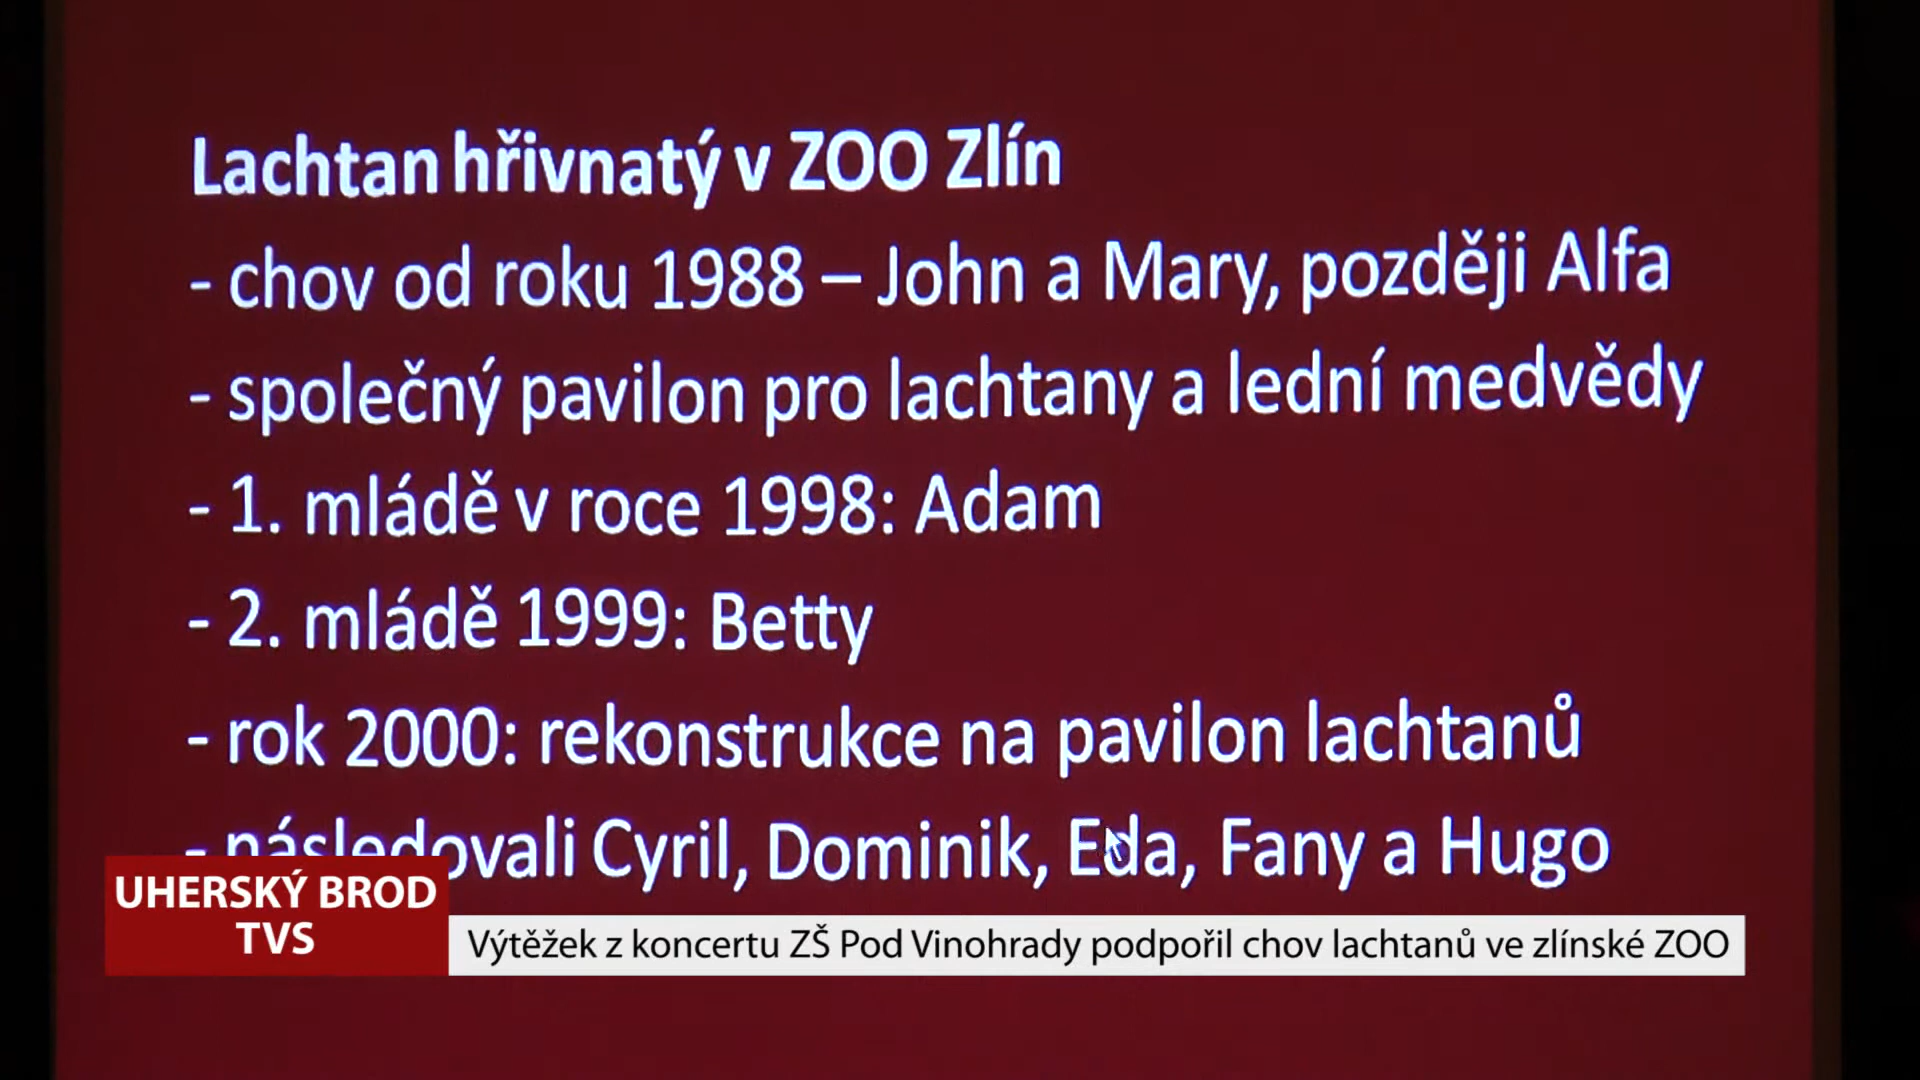 Lachtan hřivnatý v ZOO Zlín
- chov od roku 1988 – John a Mary, později Alfa
- společný pavilon pro lachtany a lední medvědy
- 1. mládě v roce 1998: Adam
- 2. mládě 1999: Betty
- rok 2000: rekonstrukce na pavilon lachtanů
- následovali Cyril, Dominik, Eda, Fany a Hugo
UHERSKÝ BROD
TVS
Výtěžek z koncertu ZŠ Pod Vinohrady podpořil chov lachtanů ve zlínské ZOO